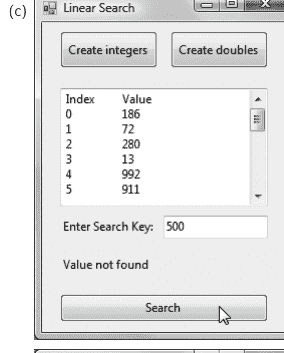 (c)
Linear Search
Create integers Create doubles
Index Value
0 186
1 72
2 280
3 13
4 992
5 911
Enter Search Key: 500
Value not found
Search